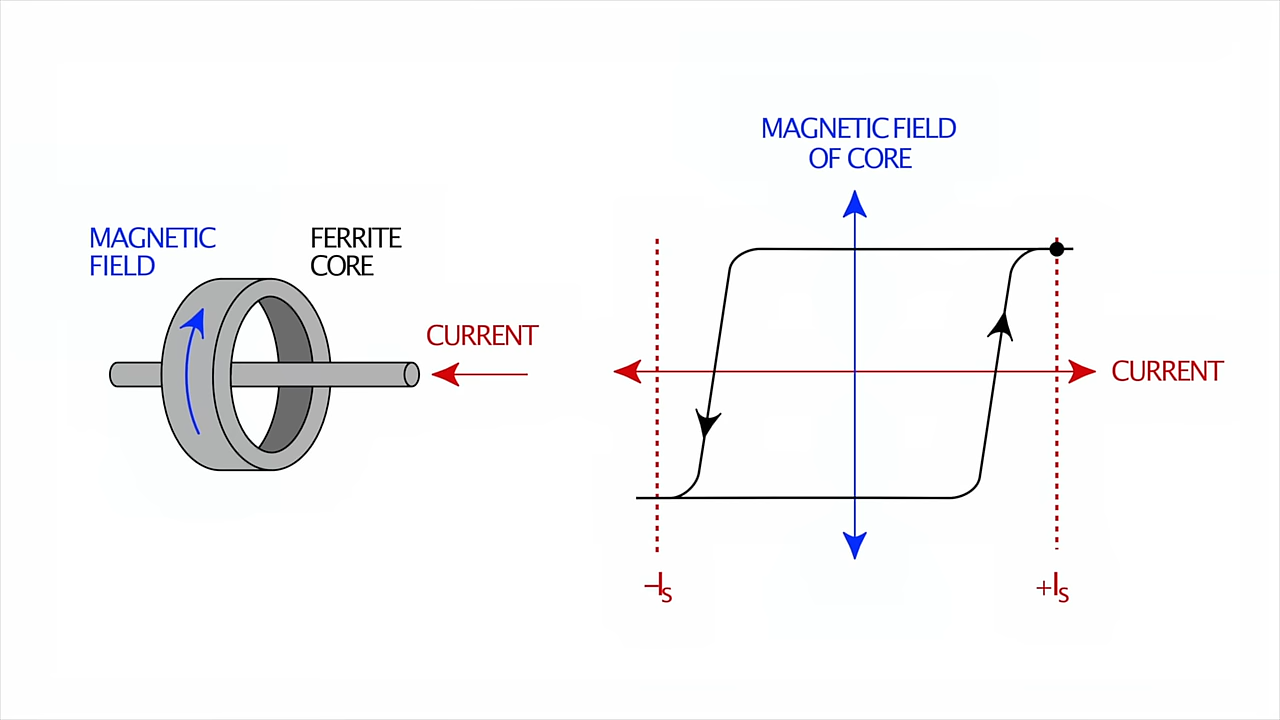 MAGNETIC
FIELD
FERRITE
CORE
CURRENT
MAGNETIC FIELD
OF CORE
CURRENT
–IS
+IS